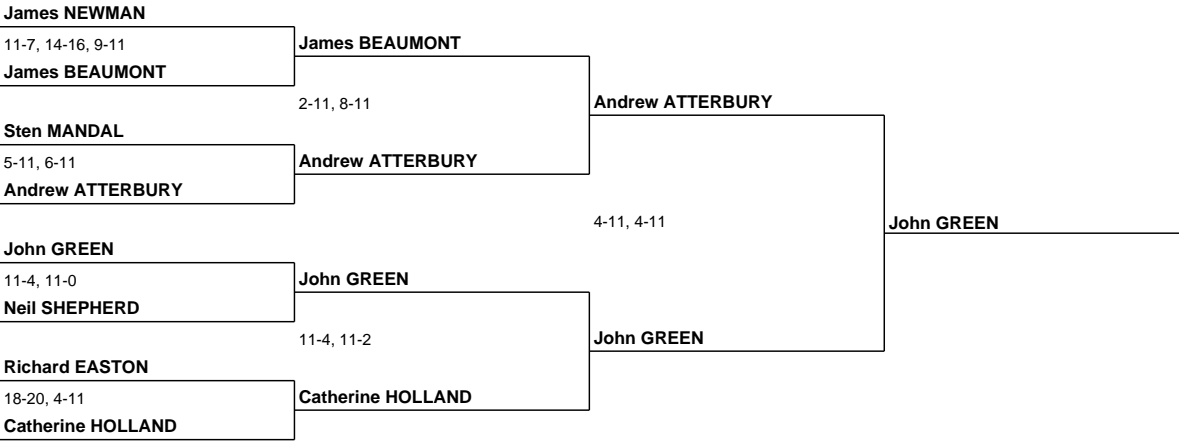 James NEWMAN
11-7, 14-16, 9-11
James BEAUMONT
James BEAUMONT
2-11, 8-11
Andrew ATTERBURY
Sten MANDAL
5-11, 6-11
Andrew ATTERBURY
Andrew ATTERBURY
4-11, 4-11
John GREEN
John GREEN
11-4, 11-0
Neil SHEPHERD
John GREEN
11-4, 11-2
John GREEN
Richard EASTON
18-20, 4-11
Catherine HOLLAND
Catherine HOLLAND